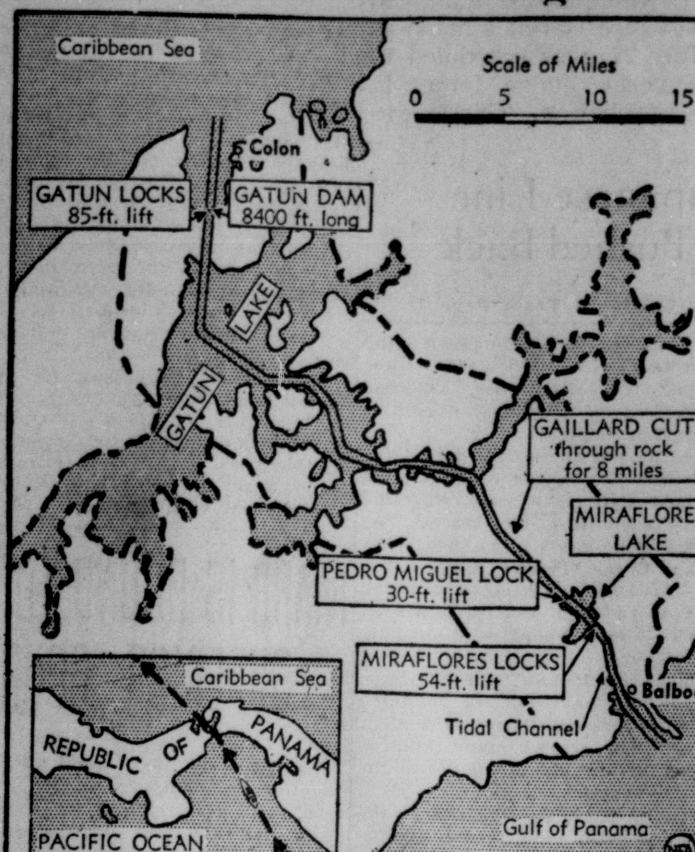 Caribbean Sea
Scale of Miles
0 5 10 15
Colon
GATUN LOCKS
85-ft. lift
GATUN DAM
8400 ft. long
LAKE
GATUN
GAILLARD CUT
through rock
for 8 miles
MIRAFLORE
LAKE
PEDRO MIGUEL LOCK
30-ft. lift
MIRAFLORES LOCKS
54-ft. lift
Balbo
Tidal Channel
Caribbean Sea
REPUBLIC OF PANAMA
PACIFIC OCEAN
Gulf of Panama